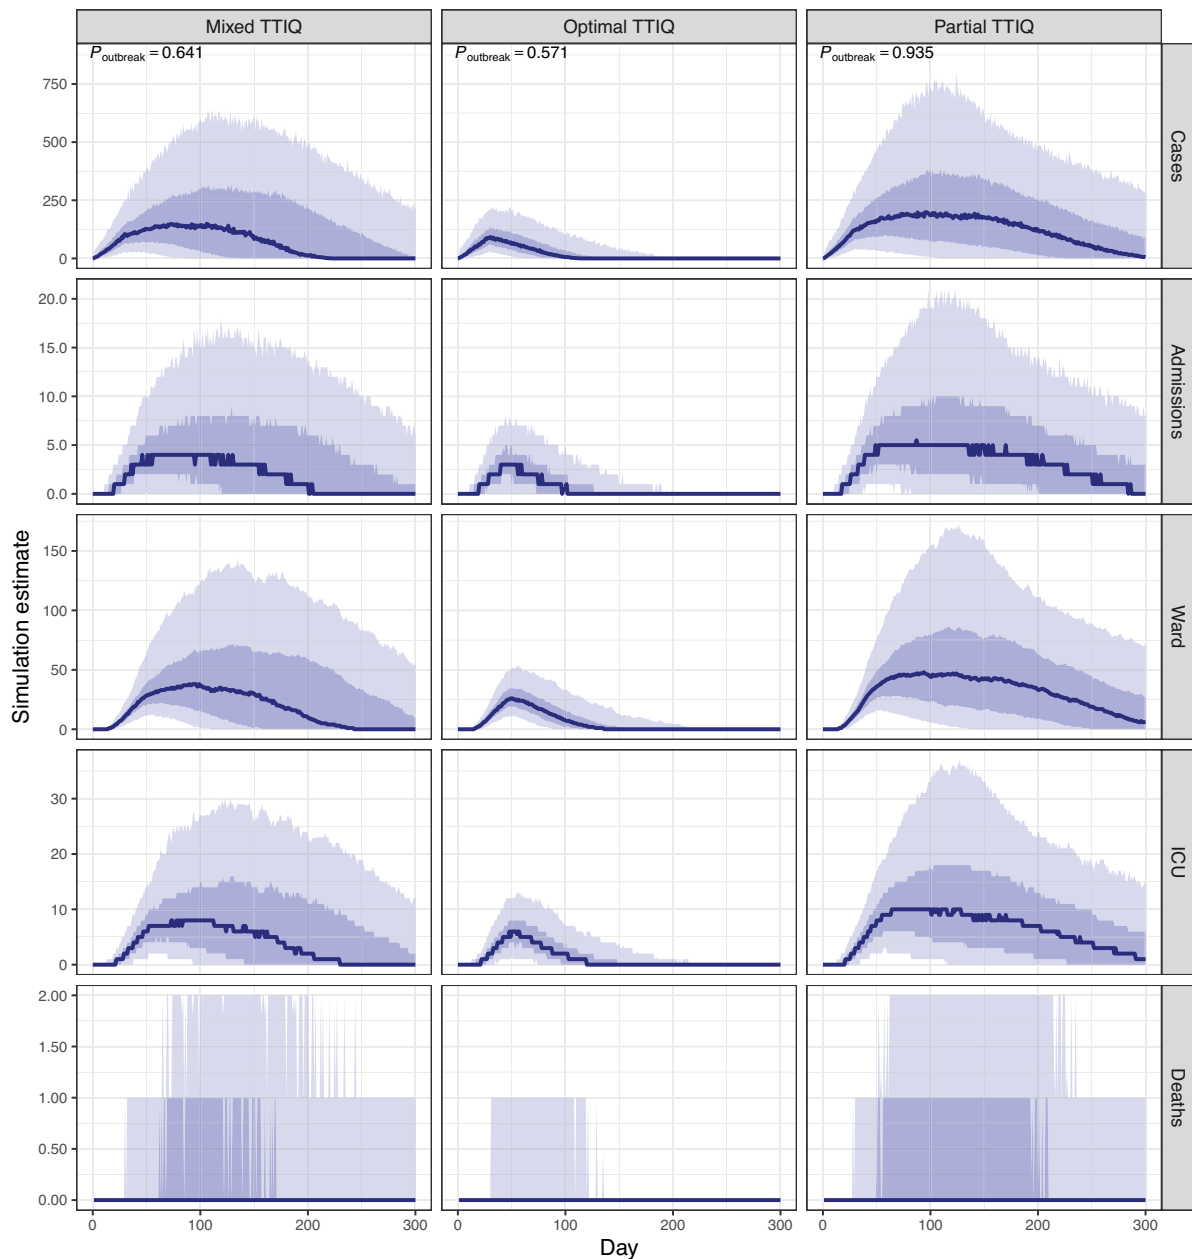 Mixed TTIQ
Optimal TTIQ
Partial TTIQ
Poutbreak = 0.641
Poutbreak = 0.571
Poutbreak = 0.935
750
500
250
0
Cases
20.0
15.0
10.0
5.0
0.0
Admissions
150
100
50
0
Ward
30
20
10
0
ICU
2.00
1.50
1.00
0.50
0.00
Deaths
Simulation estimate
0 100 200 300
0 100 200 300
0 100 200 300
Day